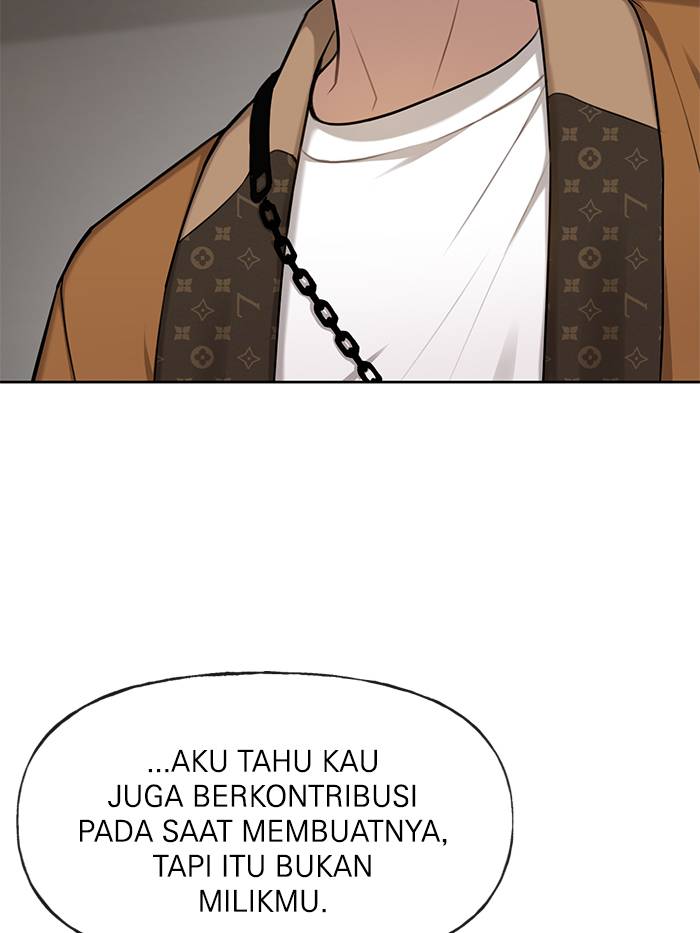 ...AKU TAHU KAU
JUGA BERKONTRIBUSI
PADA SAAT MEMBUATNYA,
TAPI ITU BUKAN
MILIKMU.